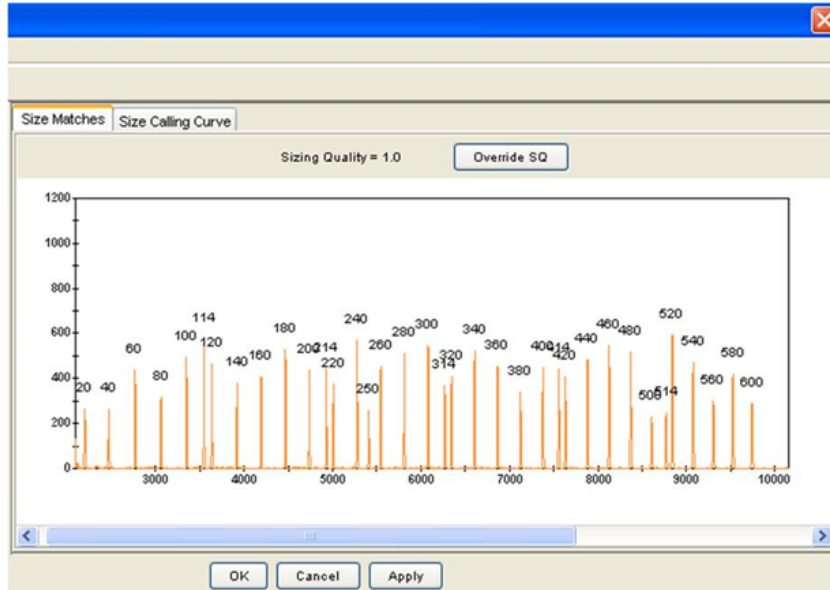 Size Matches Size Calling Curve
Sizing Quality = 1.0 Override SQ
1200
1000
800
600
400
200
0
20 40 60 80 100 114 120 140 160 180 200 214 220 240 250 260 280 300 314 320 340 360 380 400 414 420 440 460 480 500 514 520 540 560 580 600
3000 4000 5000 6000 7000 8000 9000 10000
OK Cancel Apply